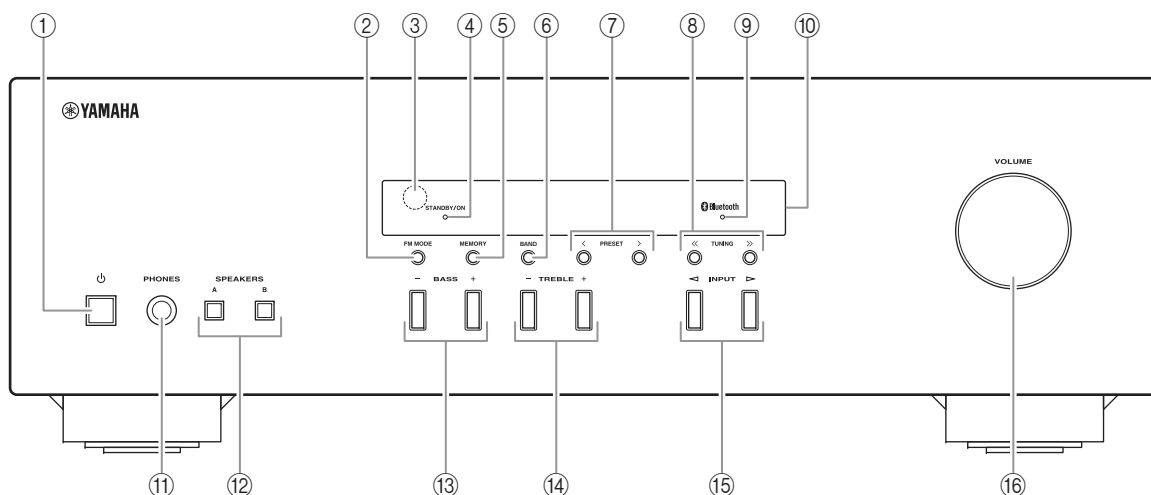 ① ② ③ ④ ⑤ ⑥ ⑦ ⑧ ⑨ ⑩
YAMAHA
VOLUME
STANDBY/ON
Bluetooth
FM MODE MEMORY BAND < PRESET > << TUNING >>
− BASS + − TREBLE + ◁ INPUT ▷
PHONES SPEAKERS
A B
⑪ ⑫ ⑬ ⑭ ⑮ ⑯